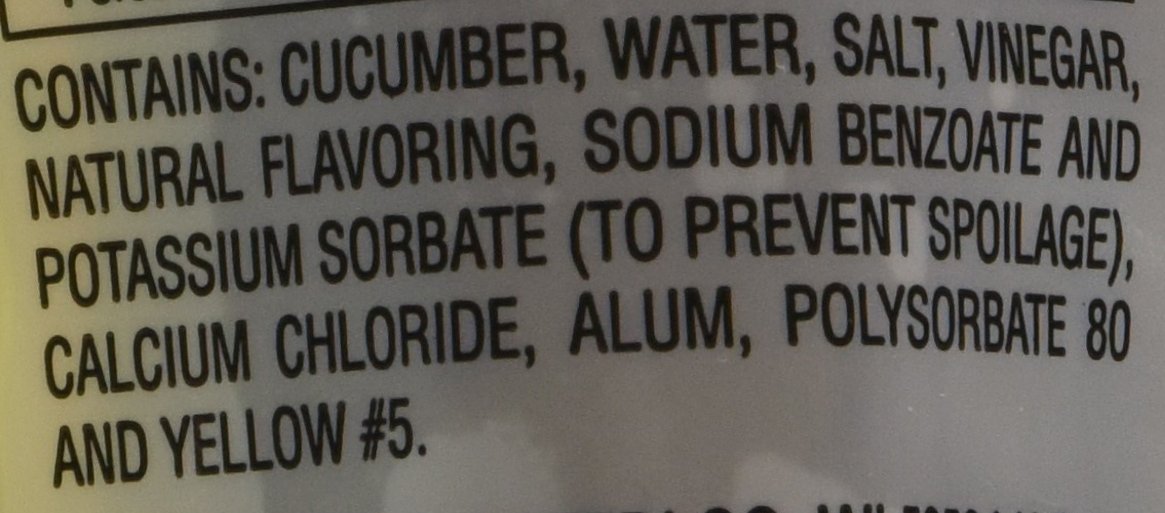 CONTAINS: CUCUMBER, WATER, SALT, VINEGAR,
NATURAL FLAVORING, SODIUM BENZOATE AND
POTASSIUM SORBATE (TO PREVENT SPOILAGE),
CALCIUM CHLORIDE, ALUM, POLYSORBATE 80
AND YELLOW #5.